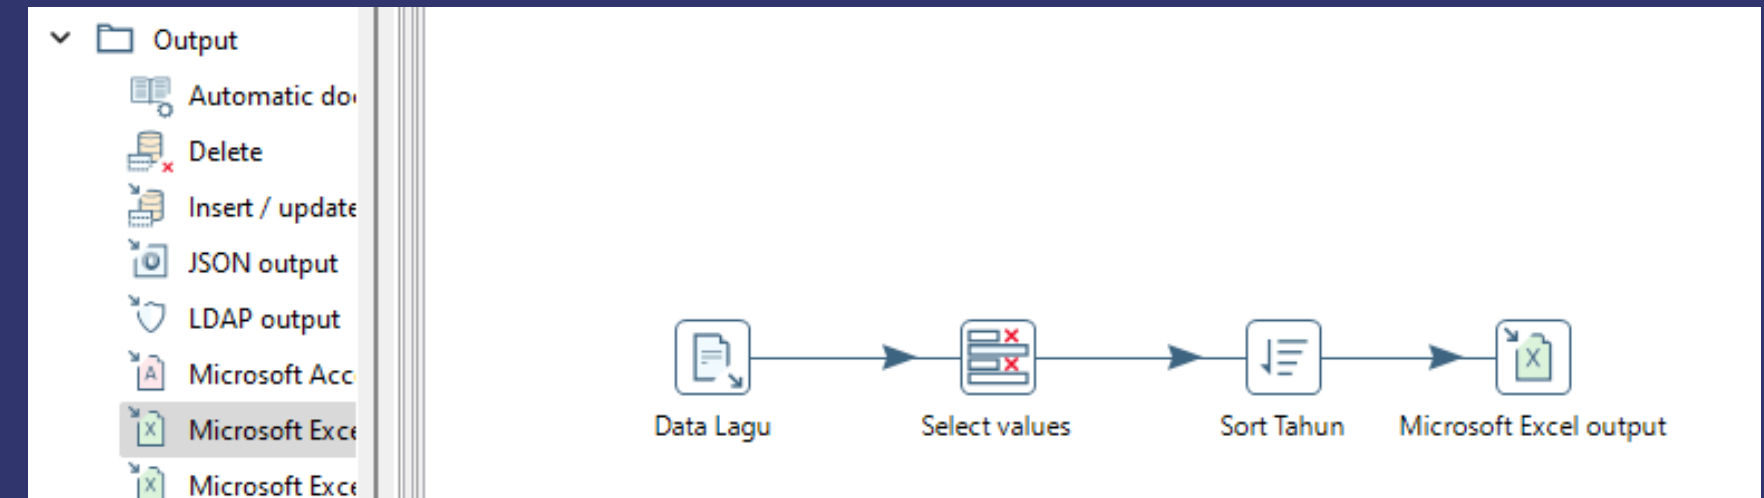 Output
Automatic do
Delete
Insert / update
JSON output
LDAP output
Microsoft Acc
Microsoft Exce
Microsoft Exce
Data Lagu
Select values
Sort Tahun
Microsoft Excel output